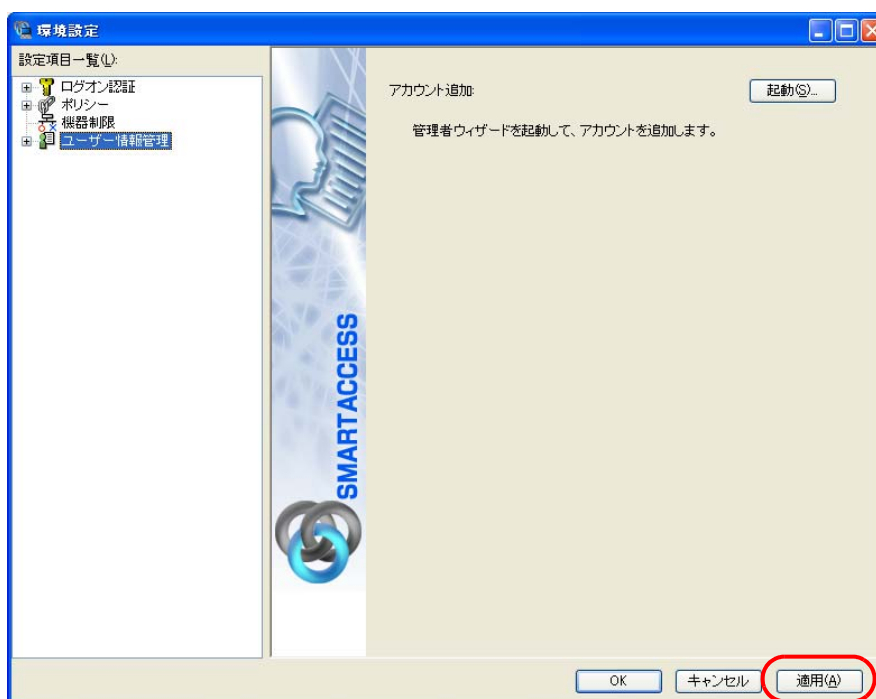 環境設定
設定項目一覧(L):
ログオン認証
ポリシー
機器制限
ユーザー情報管理
アカウント追加:
起動(S)...
管理者ウィザードを起動して、アカウントを追加します。
SMARTACCESS
OK
キャンセル
適用(A)